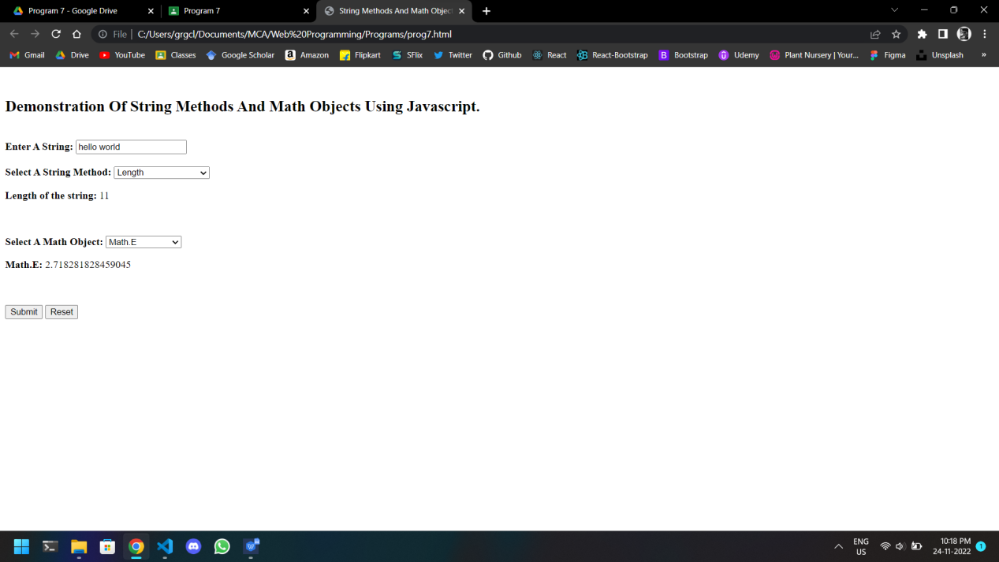 Program 7 - Google Drive
Program 7
String Methods And Math Object
File
C:/Users/grgcl/Documents/MCA/Web%20Programming/Programs/prog7.html
Gmail Drive YouTube Classes Google Scholar Amazon Flipkart SFlix Twitter Github React React-Bootstrap Bootstrap Udemy Plant Nursery | Your... Figma Unsplash »
Demonstration Of String Methods And Math Objects Using Javascript.
Enter A String: hello world
Select A String Method: Length
Length of the string: 11
Select A Math Object: Math.E
Math.E: 2.718281828459045
Submit Reset
ENG
US
10:18 PM
24-11-2022
1